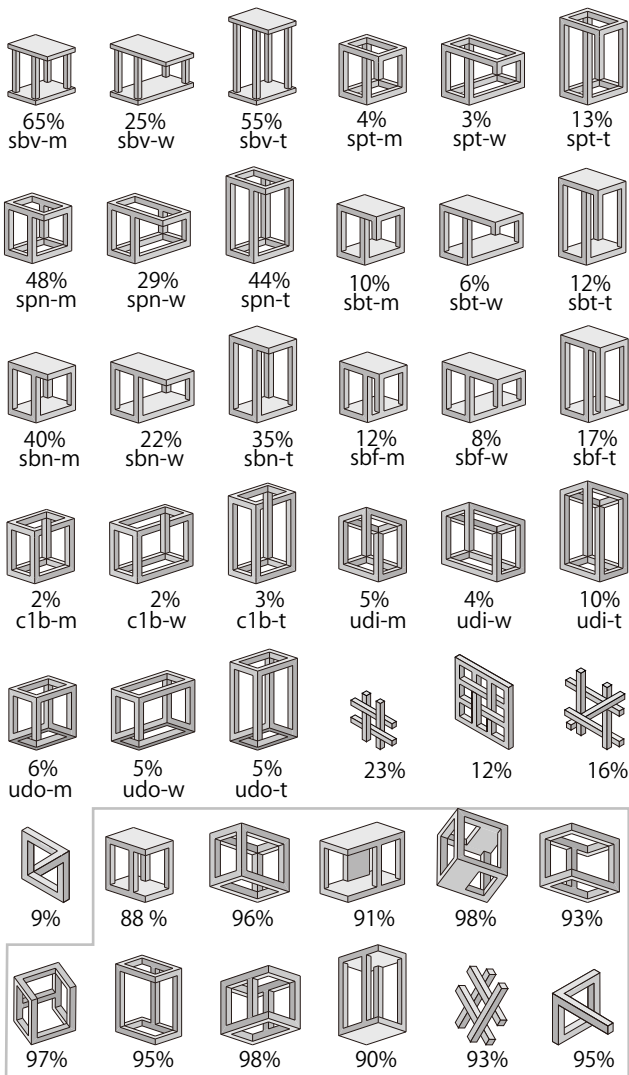 65% 25% 55% 4% 3% 13%
sbv-m sbv-w sbv-t spt-m spt-w spt-t
48% 29% 44% 10% 6% 12%
spn-m spn-w spn-t sbt-m sbt-w sbt-t
40% 22% 35% 12% 8% 17%
sbn-m sbn-w sbn-t sbf-m sbf-w sbf-t
2% 2% 3% 5% 4% 10%
c1b-m c1b-w c1b-t udi-m udi-w udi-t
6% 5% 5% 23% 12% 16%
udo-m udo-w udo-t
9% 88 % 96% 91% 98% 93%
97% 95% 98% 90% 93% 95%